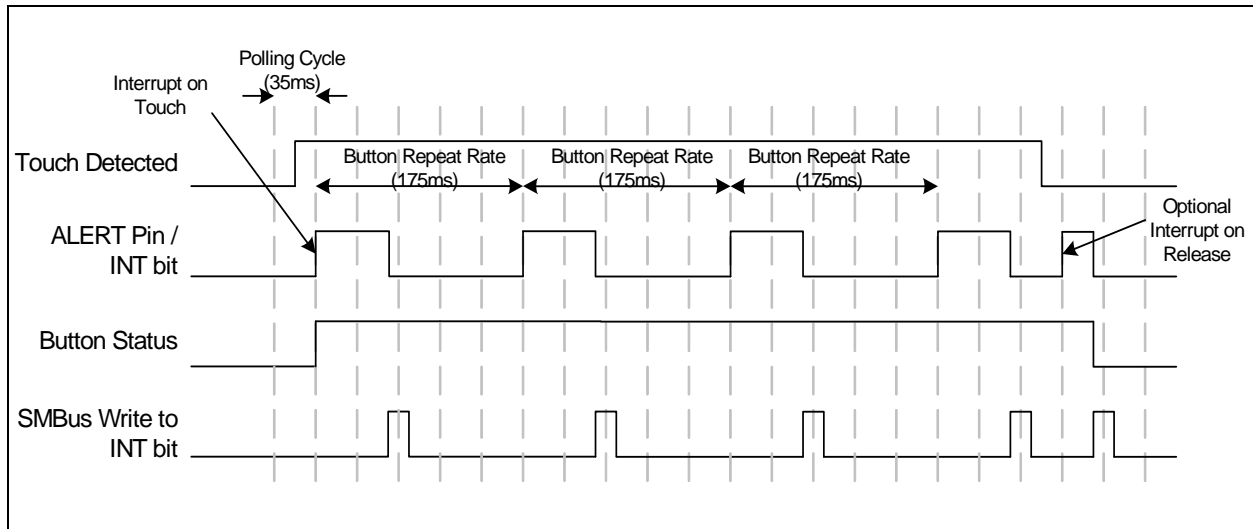 Polling Cycle
(35ms)
Interrupt on
Touch
Touch Detected
Button Repeat Rate
(175ms)
Button Repeat Rate
(175ms)
Button Repeat Rate
(175ms)
ALERT Pin /
INT bit
Optional
Interrupt on
Release
Button Status
SMBus Write to
INT bit